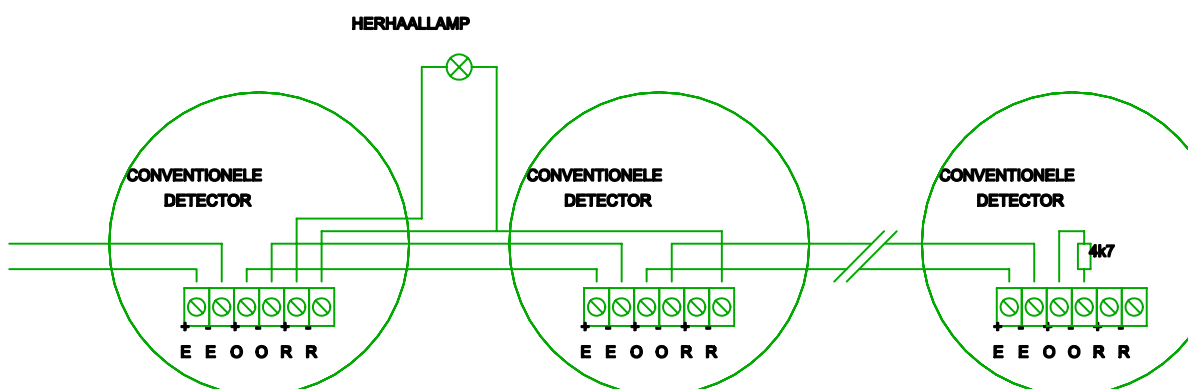 HERHAALLAMP
CONVENTIONELE
DETECTOR
CONVENTIONELE
DETECTOR
CONVENTIONELE
DETECTOR
4k7
+ - + - + -
E E O O R R
+ - + - + -
E E O O R R
+ - + - + -
E E O O R R